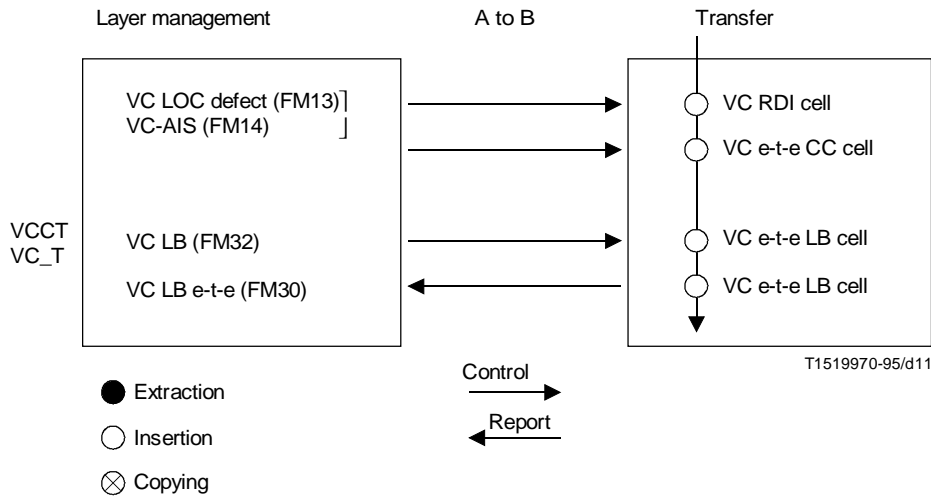 Layer management A to B Transfer
VC LOC defect (FM13)⎤ VC RDI cell
VC-AIS (FM14) ⎦
VC e-t-e CC cell
VCCT
VC_T
VC LB (FM32) VC e-t-e LB cell
VC LB e-t-e (FM30) VC e-t-e LB cell
T1519970-95/d11
Control
Extraction
Report
Insertion
Copying